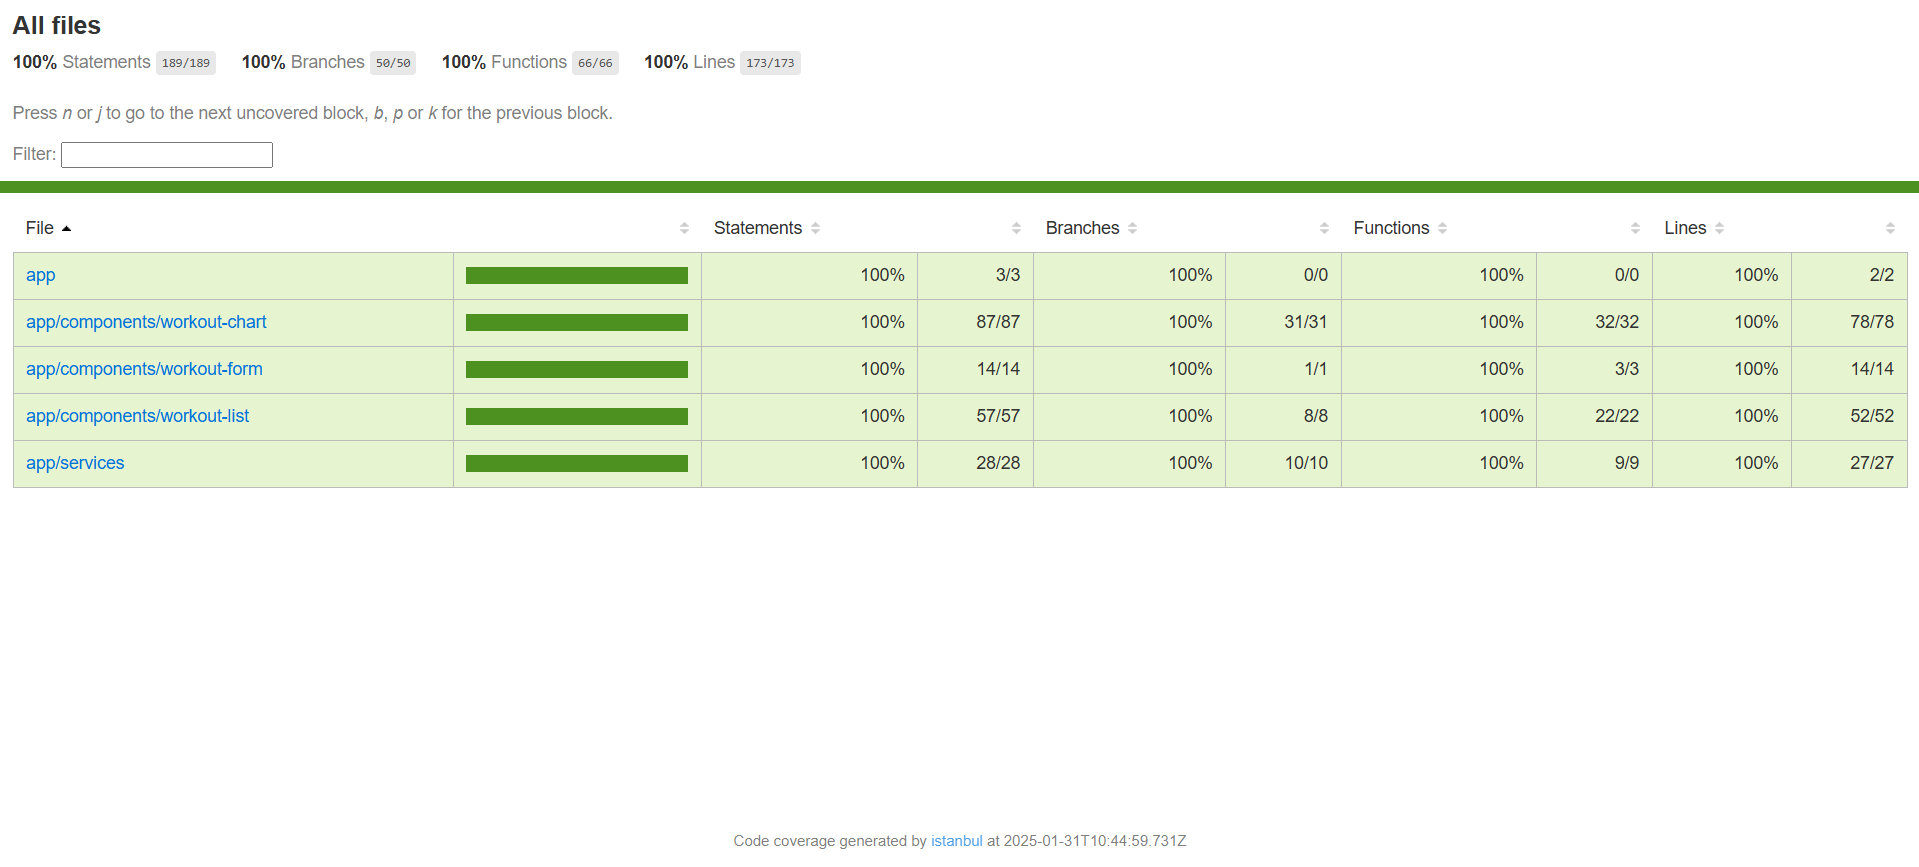 All files
100% Statements 189/189 100% Branches 50/50 100% Functions 66/66 100% Lines 173/173
Press n or j to go to the next uncovered block, b, p or k for the previous block.
Filter:
File Statements Branches Functions Lines
app 100% 3/3 100% 0/0 100% 0/0 100% 2/2
app/components/workout-chart 100% 87/87 100% 31/31 100% 32/32 100% 78/78
app/components/workout-form 100% 14/14 100% 1/1 100% 3/3 100% 14/14
app/components/workout-list 100% 57/57 100% 8/8 100% 22/22 100% 52/52
app/services 100% 28/28 100% 10/10 100% 9/9 100% 27/27
Code coverage generated by istanbul at 2025-01-31T10:44:59.731Z